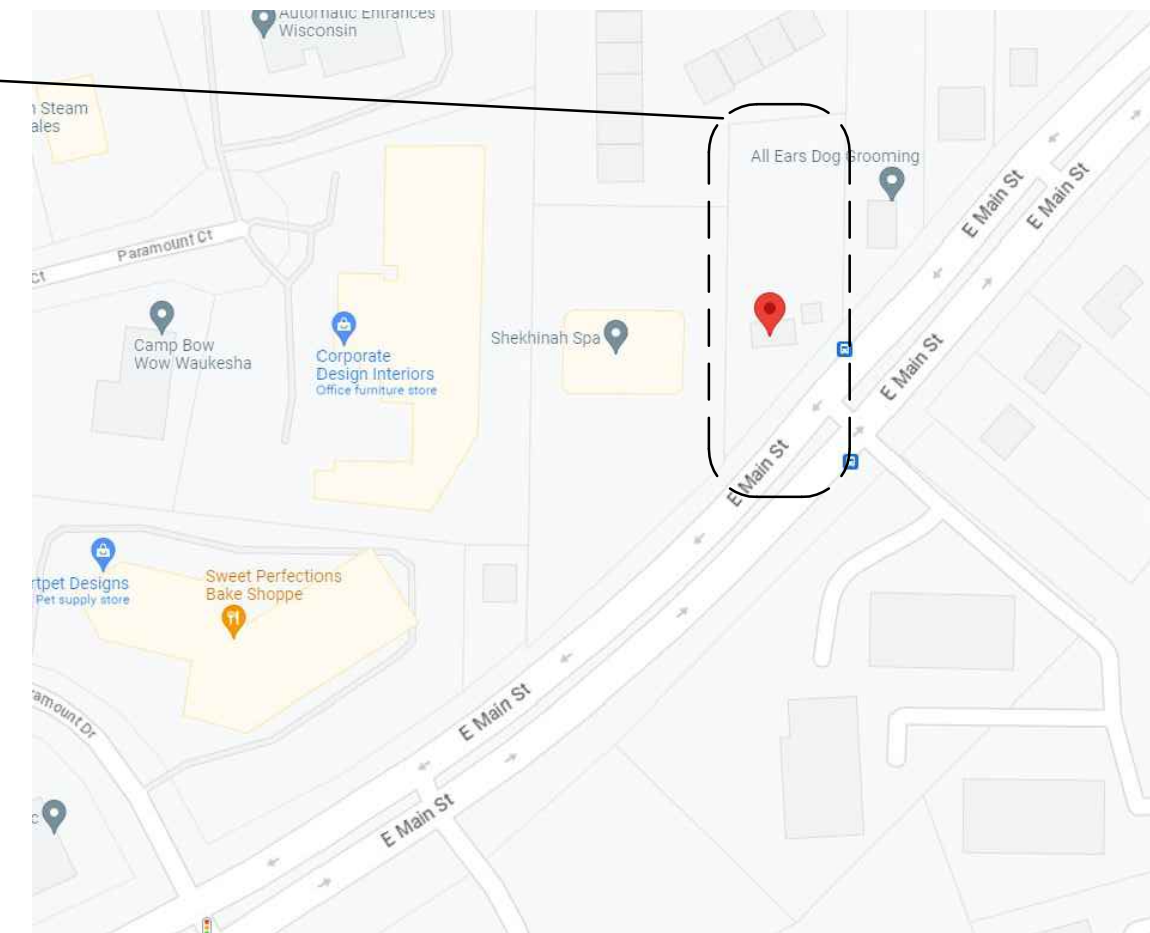 Automatic Entrances
Wisconsin
Steam
ales
All Ears Dog Grooming
E Main St
E Main St
Paramount Ct
Ct
Camp Bow
Wow Waukesha
Corporate
Design Interiors
Office furniture store
Shekhinah Spa
E Main St
E Main St
rtpet Designs
Pet supply store
Sweet Perfections
Bake Shoppe
ramount Dr
E Main St
E Main St
c